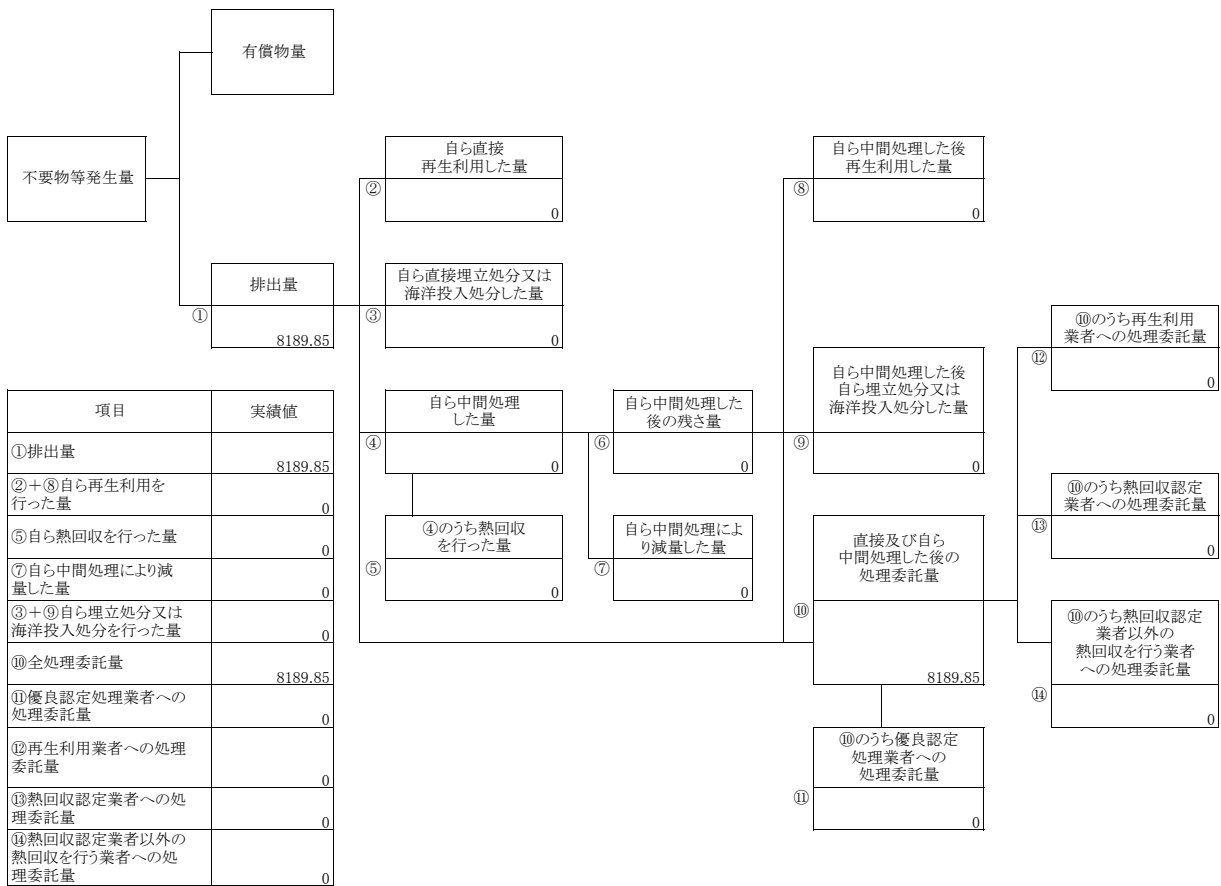 有償物量
不要物等発生量
排出量
①
8189.85
自ら直接
再生利用した量
②
0
自ら直接埋立処分又は
海洋投入処分した量
③
0
自ら中間処理
した量
④
0
④のうち熱回収
を行った量
⑤
0
自ら中間処理した
後の残さ量
⑥
0
自ら中間処理によ
り減量した量
⑦
0
自ら中間処理した後
再生利用した量
⑧
0
自ら中間処理した後
自ら埋立処分又は
海洋投入処分した量
⑨
0
直接及び自ら
中間処理した後の
処理委託量
⑩
8189.85
⑩のうち優良認定
処理業者への
処理委託量
⑪
0
⑩のうち再生利用
業者への処理委託量
⑫
0
⑩のうち熱回収認定
業者への処理委託量
⑬
0
⑩のうち熱回収認定
業者以外の
熱回収を行う業者
への処理委託量
⑭
0
項目 実績値
①排出量
8189.85
②+⑧自ら再生利用を
行った量
0
⑤自ら熱回収を行った量
0
⑦自ら中間処理により減
量した量
0
③+⑨自ら埋立処分又は
海洋投入処分を行った量
0
⑩全処理委託量
8189.85
⑪優良認定処理業者への
処理委託量
0
⑫再生利用業者への処理
委託量
0
⑬熱回収認定業者への処
理委託量
0
⑭熱回収認定業者以外の
熱回収を行う業者への処
理委託量
0